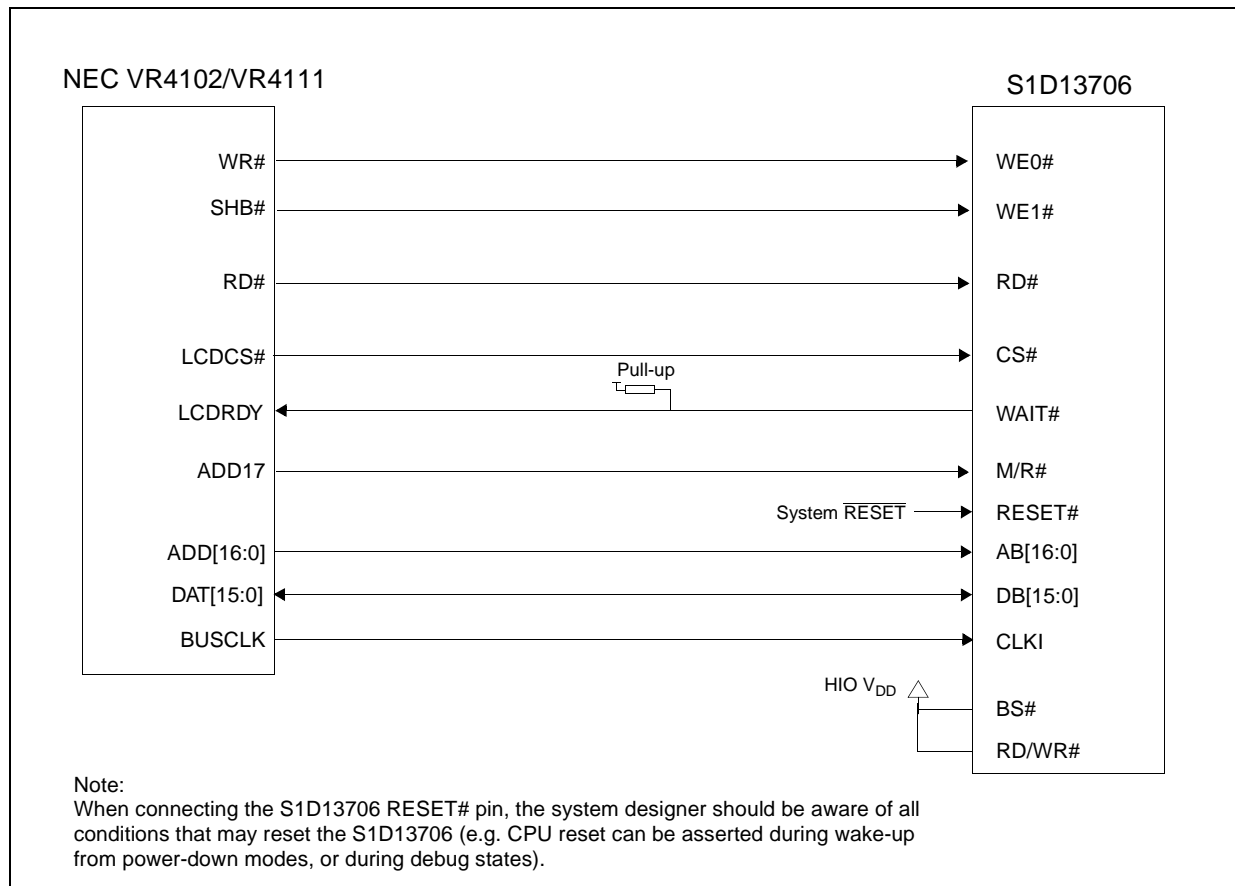 NEC VR4102/VR4111
S1D13706
WR#
WE0#
SHB#
WE1#
RD#
RD#
LCDCS#
CS#
Pull-up
LCDRDY
WAIT#
ADD17
M/R#
System RESET
RESET#
ADD[16:0]
AB[16:0]
DAT[15:0]
DB[15:0]
BUSCLK
CLKI
HIO VDD
BS#
RD/WR#
Note:
When connecting the S1D13706 RESET# pin, the system designer should be aware of all
conditions that may reset the S1D13706 (e.g. CPU reset can be asserted during wake-up
from power-down modes, or during debug states).